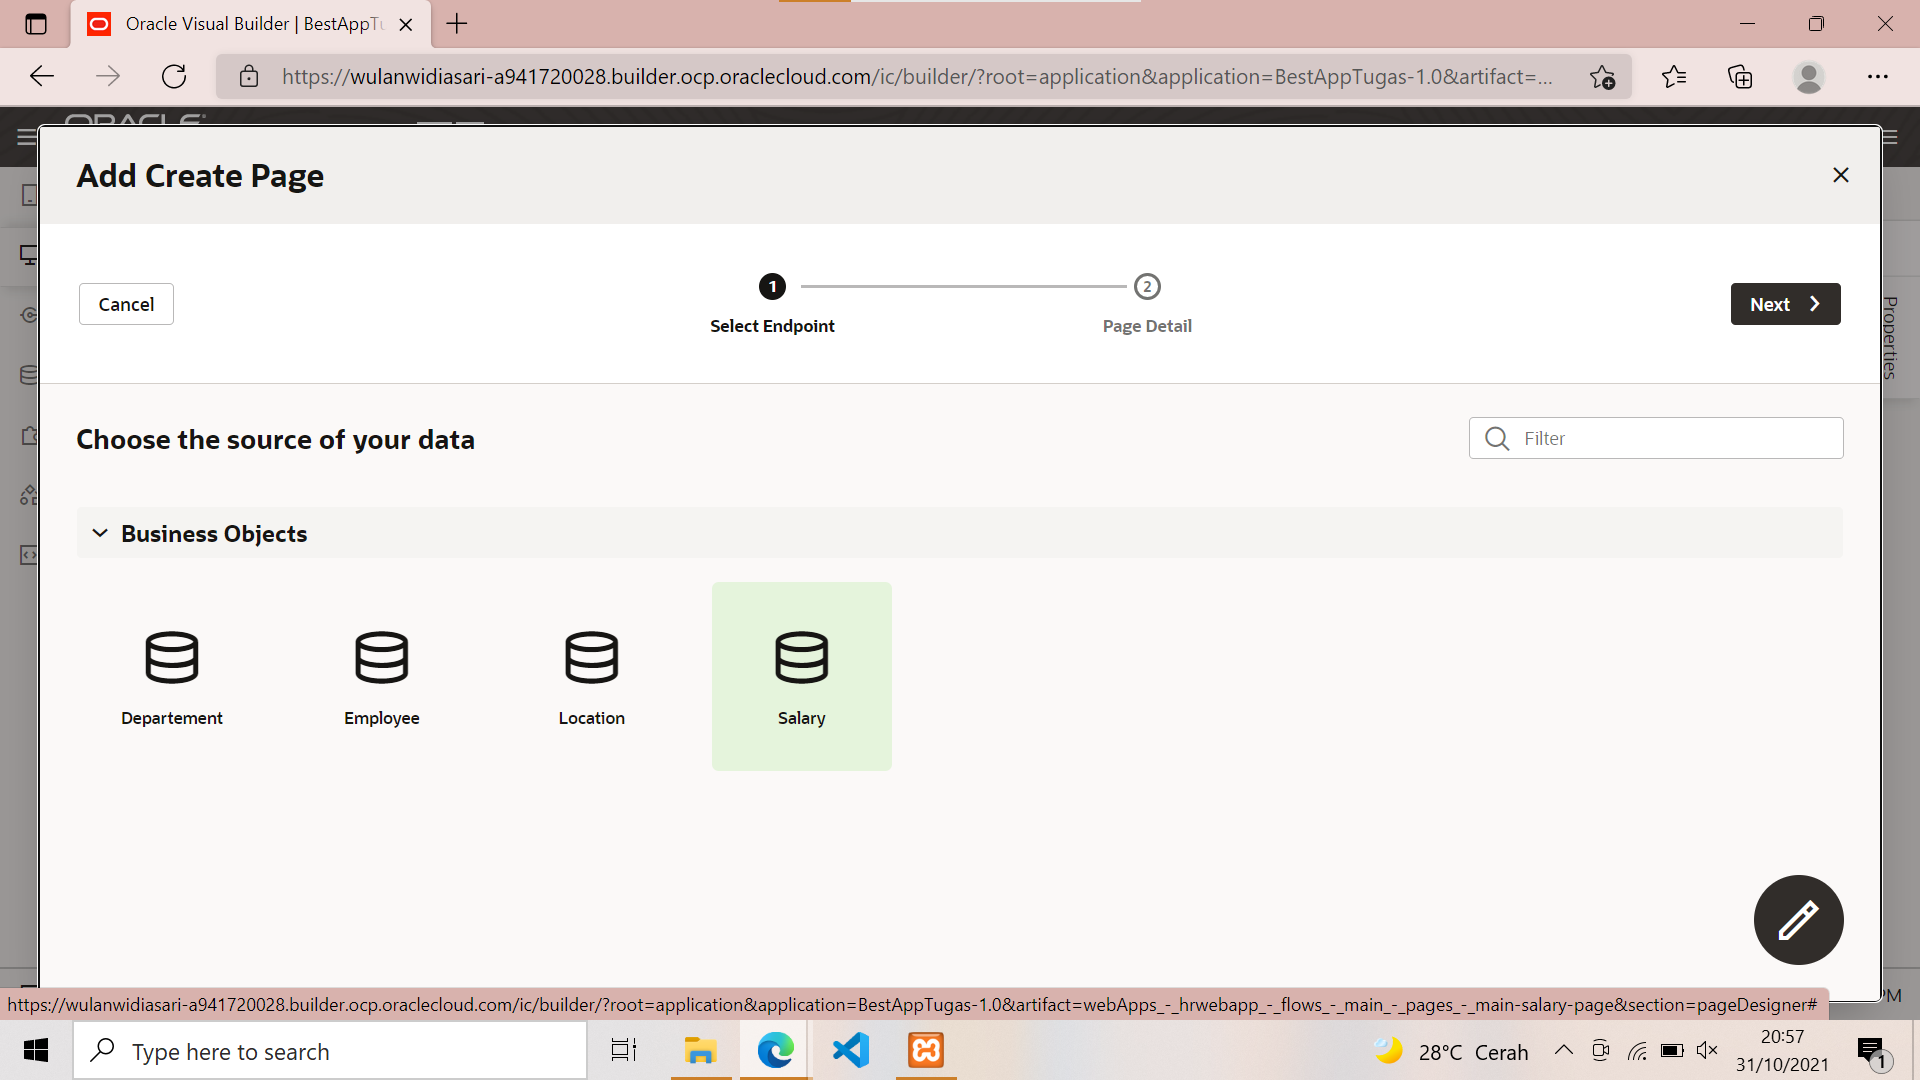 Oracle Visual Builder | BestAppTu
https://wulanwidiasari-a941720028.builder.ocp.oraclecloud.com/ic/builder/?root=application&application=BestAppTugas-1.0&artifact=...
ORACLE
Add Create Page
Cancel
1
2
Select Endpoint
Page Detail
Next
Properties
Choose the source of your data
Filter
Business Objects
Departement
Employee
Location
Salary
https://wulanwidiasari-a941720028.builder.ocp.oraclecloud.com/ic/builder/?root=application&application=BestAppTugas-1.0&artifact=webApps_-_hrwebapp_-_flows_-_main_-_pages_-_main-salary-page&section=pageDesigner#
PM
Type here to search
28°C Cerah
20:57
31/10/2021
1